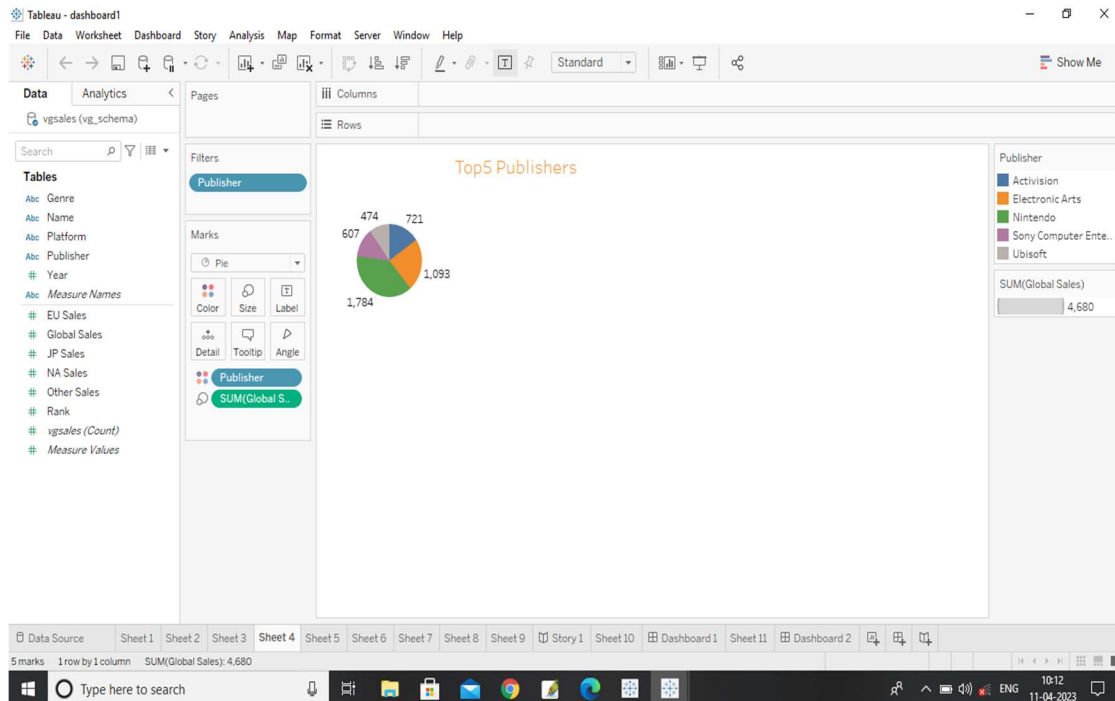 Tableau - dashboard1
File Data Worksheet Dashboard Story Analysis Map Format Server Window Help
Standard
Show Me
Data Analytics
vgsales (vg_schema)
Search
Tables
Abc Genre
Abc Name
Abc Platform
Abc Publisher
# Year
Abc Measure Names
# EU Sales
# Global Sales
# JP Sales
# NA Sales
# Other Sales
# Rank
# vgsales (Count)
# Measure Values
Pages
Filters
Publisher
Marks
Pie
Color Size Label
Detail Tooltip Angle
Publisher
SUM(Global S..
Columns
Rows
Top5 Publishers
474 721
607
1,093
1,784
Publisher
Activision
Electronic Arts
Nintendo
Sony Computer Ente..
Ubisoft
SUM(Global Sales)
4,680
Data Source Sheet 1 Sheet 2 Sheet 3 Sheet 4 Sheet 5 Sheet 6 Sheet 7 Sheet 8 Sheet 9 Story 1 Sheet 10 Dashboard 1 Sheet 11 Dashboard 2
5 marks 1 row by 1 column SUM(Global Sales): 4,680
Type here to search
ENG
10:12
11-04-2023